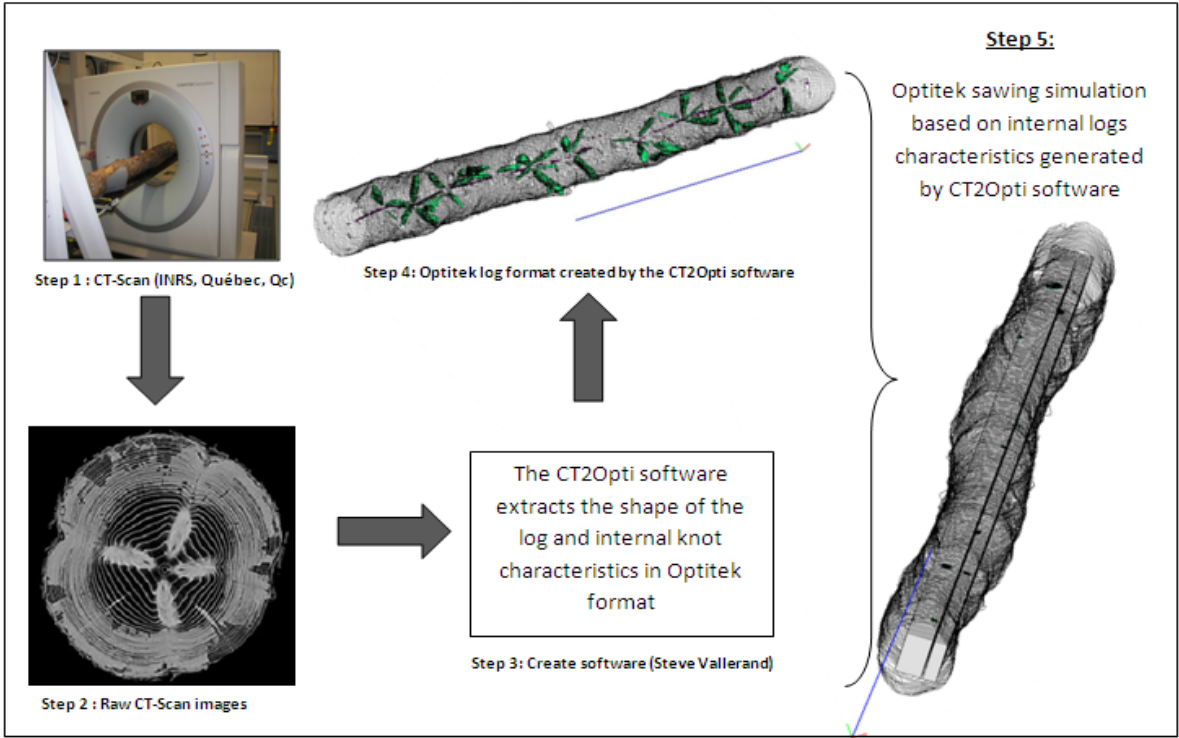 Step 1 : CT-Scan (INRS, Québec, Qc)
Step 2 : Raw CT-Scan images
The CT2Opti software
extracts the shape of the
log and internal knot
characteristics in Optitek
format
Step 3: Create software (Steve Vallerand)
Step 4: Optitek log format created by the CT2Opti software
Step 5:
Optitek sawing simulation
based on internal logs
characteristics generated
by CT2Opti software